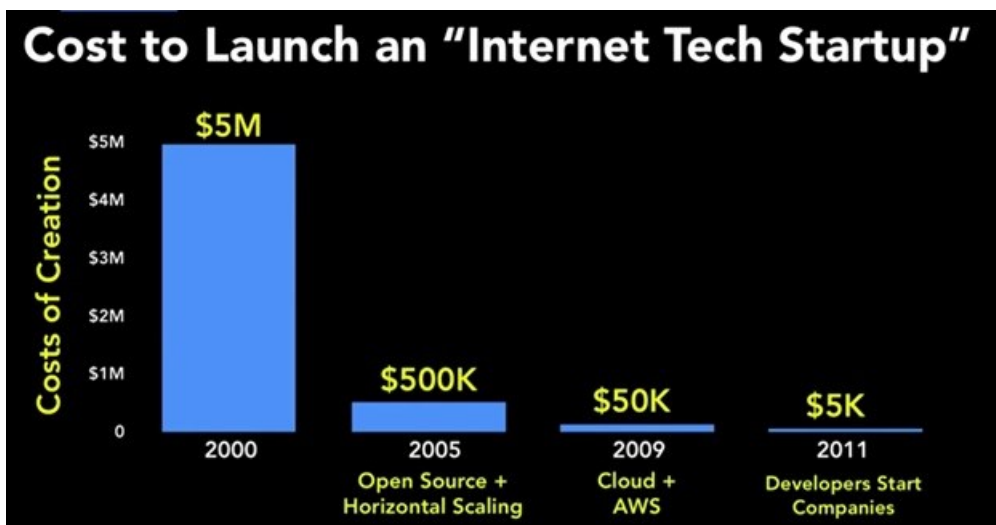 Cost to Launch an “Internet Tech Startup”
Costs of Creation
$5M
$4M
$3M
$2M
$1M
0
$5M
$500K
$50K
$5K
2000
2005
2009
2011
Open Source +
Horizontal Scaling
Cloud +
AWS
Developers Start
Companies